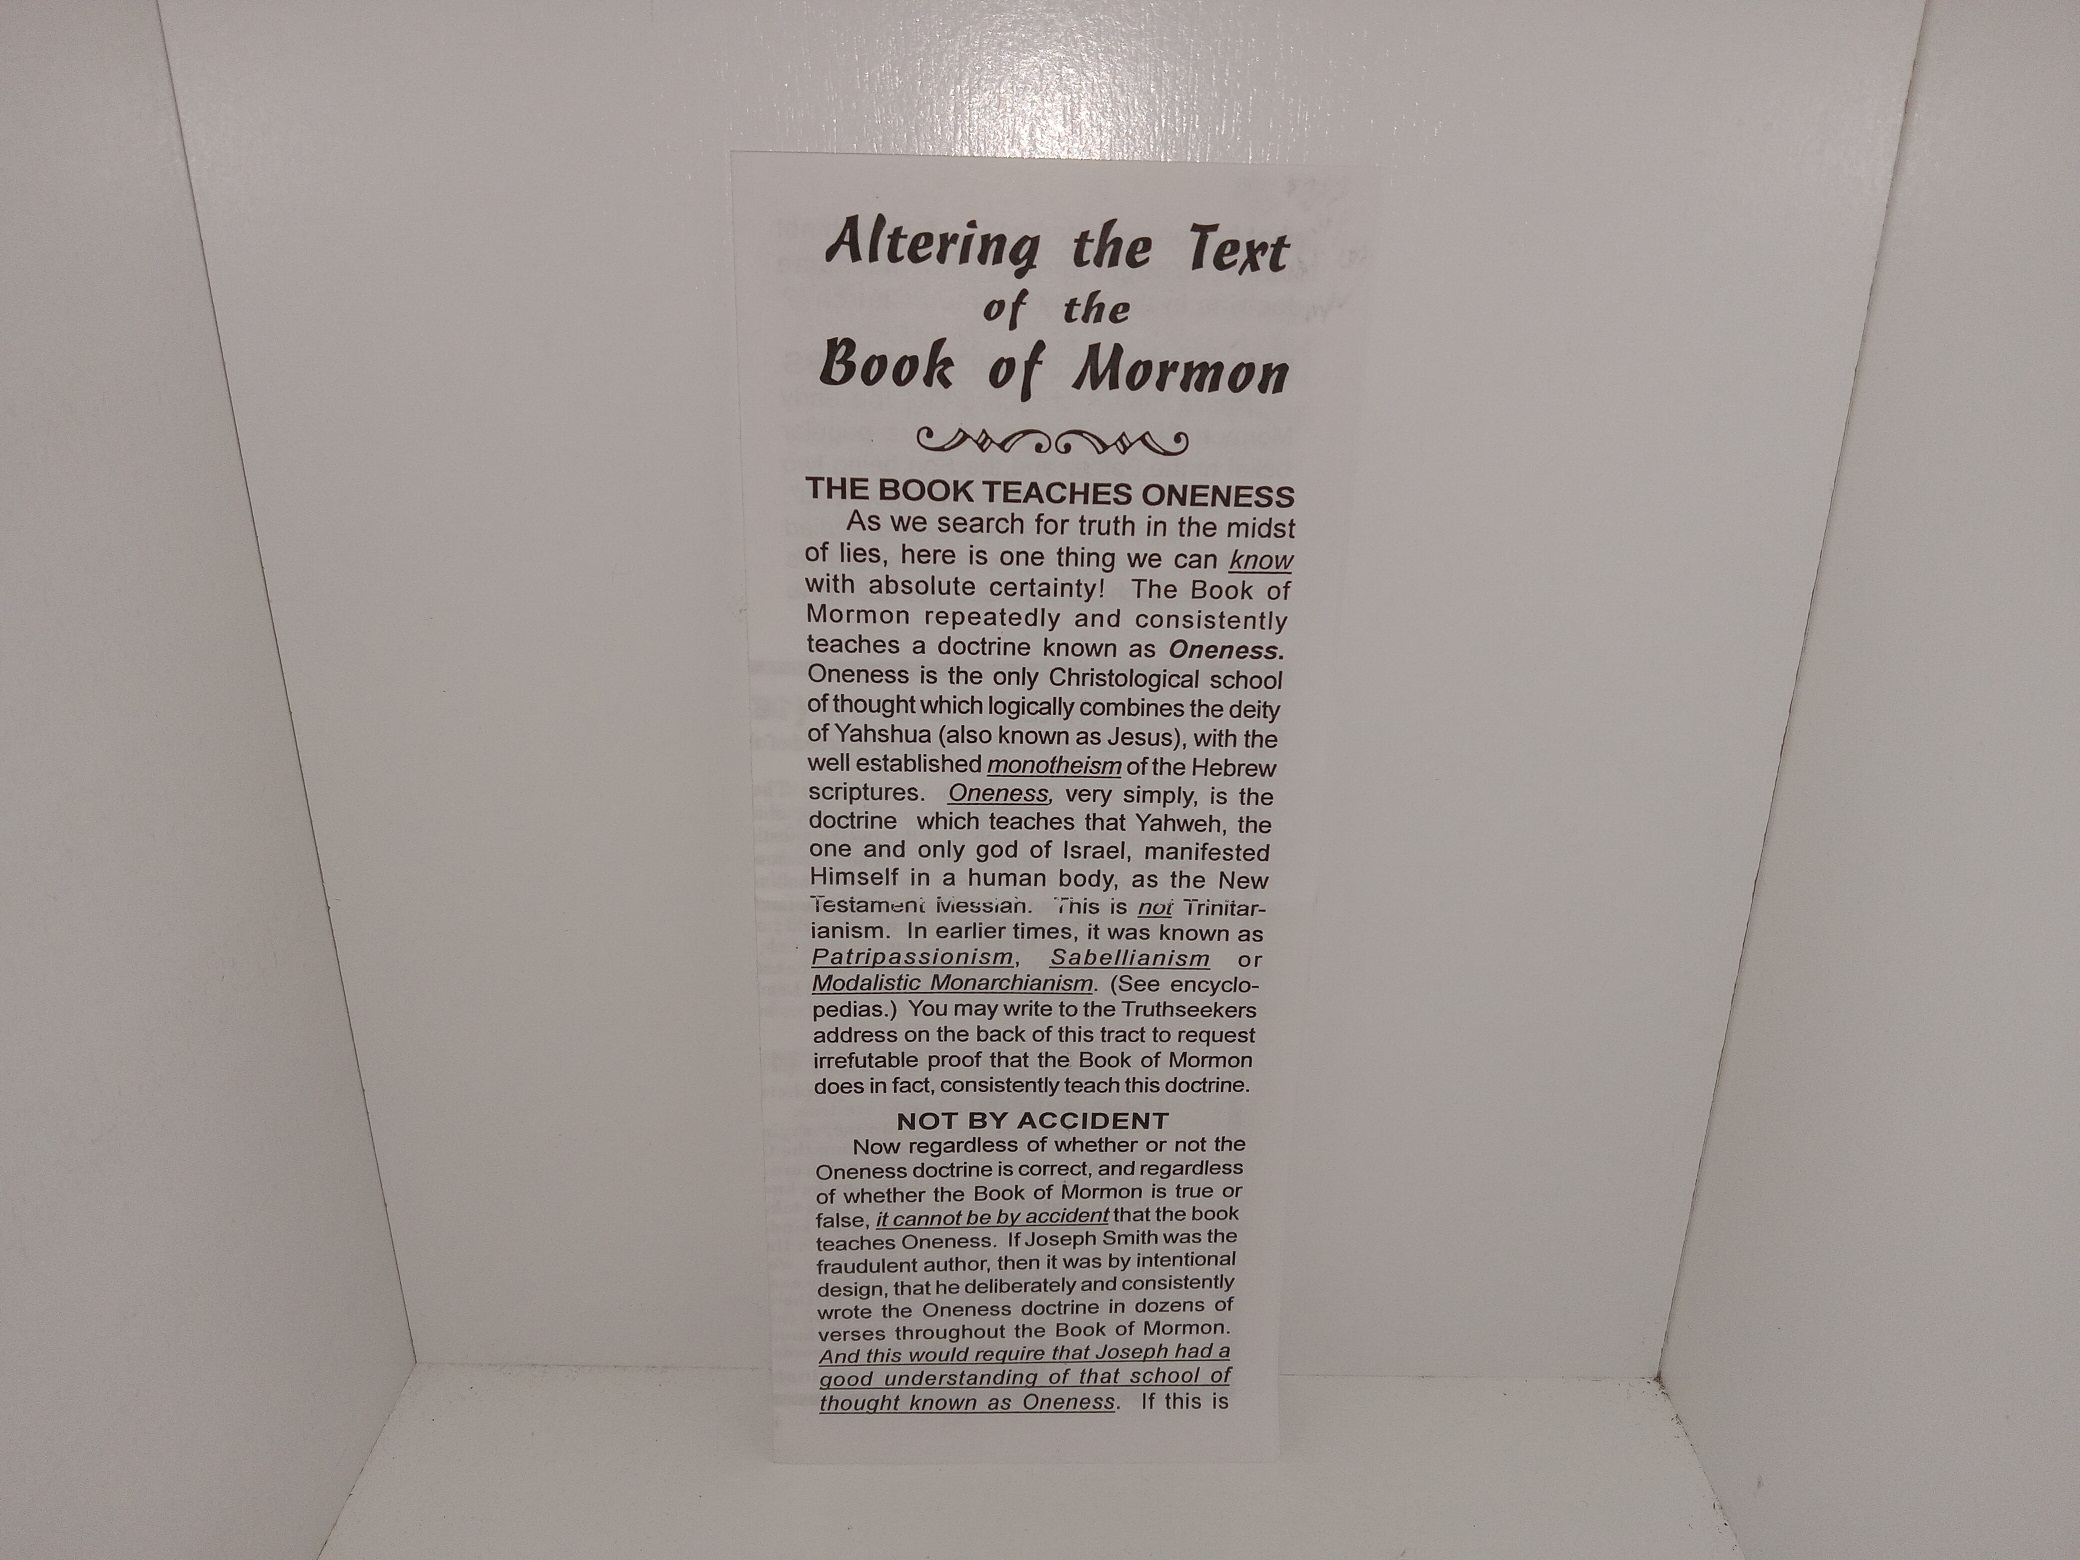 Altering the Text
of the
Book of Mormon
THE BOOK TEACHES ONENESS
As we search for truth in the midst
of lies, here is one thing we can know
with absolute certainty! The Book of
Mormon repeatedly and consistently
teaches a doctrine known as Oneness.
Oneness is the only Christological school
of thought which logically combines the deity
of Yahshua (also known as Jesus), with the
well established monotheism of the Hebrew
scriptures. Oneness, very simply, is the
doctrine which teaches that Yahweh, the
one and only god of Israel, manifested
Himself in a human body, as the New
Testament Messiah. This is not Trinitar-
ianism. In earlier times, it was known as
Patripassionism, Sabellianism or
Modalistic Monarchianism. (See encyclo-
pedias.) You may write to the Truthseekers
address on the back of this tract to request
irrefutable proof that the Book of Mormon
does in fact, consistently teach this doctrine.
NOT BY ACCIDENT
Now regardless of whether or not the
Oneness doctrine is correct, and regardless
of whether the Book of Mormon is true or
false, it cannot be by accident that the book
teaches Oneness. If Joseph Smith was the
fraudulent author, then it was by intentional
design, that he deliberately and consistently
wrote the Oneness doctrine in dozens of
verses throughout the Book of Mormon.
And this would require that Joseph had a
good understanding of that school of
thought known as Oneness. If this is